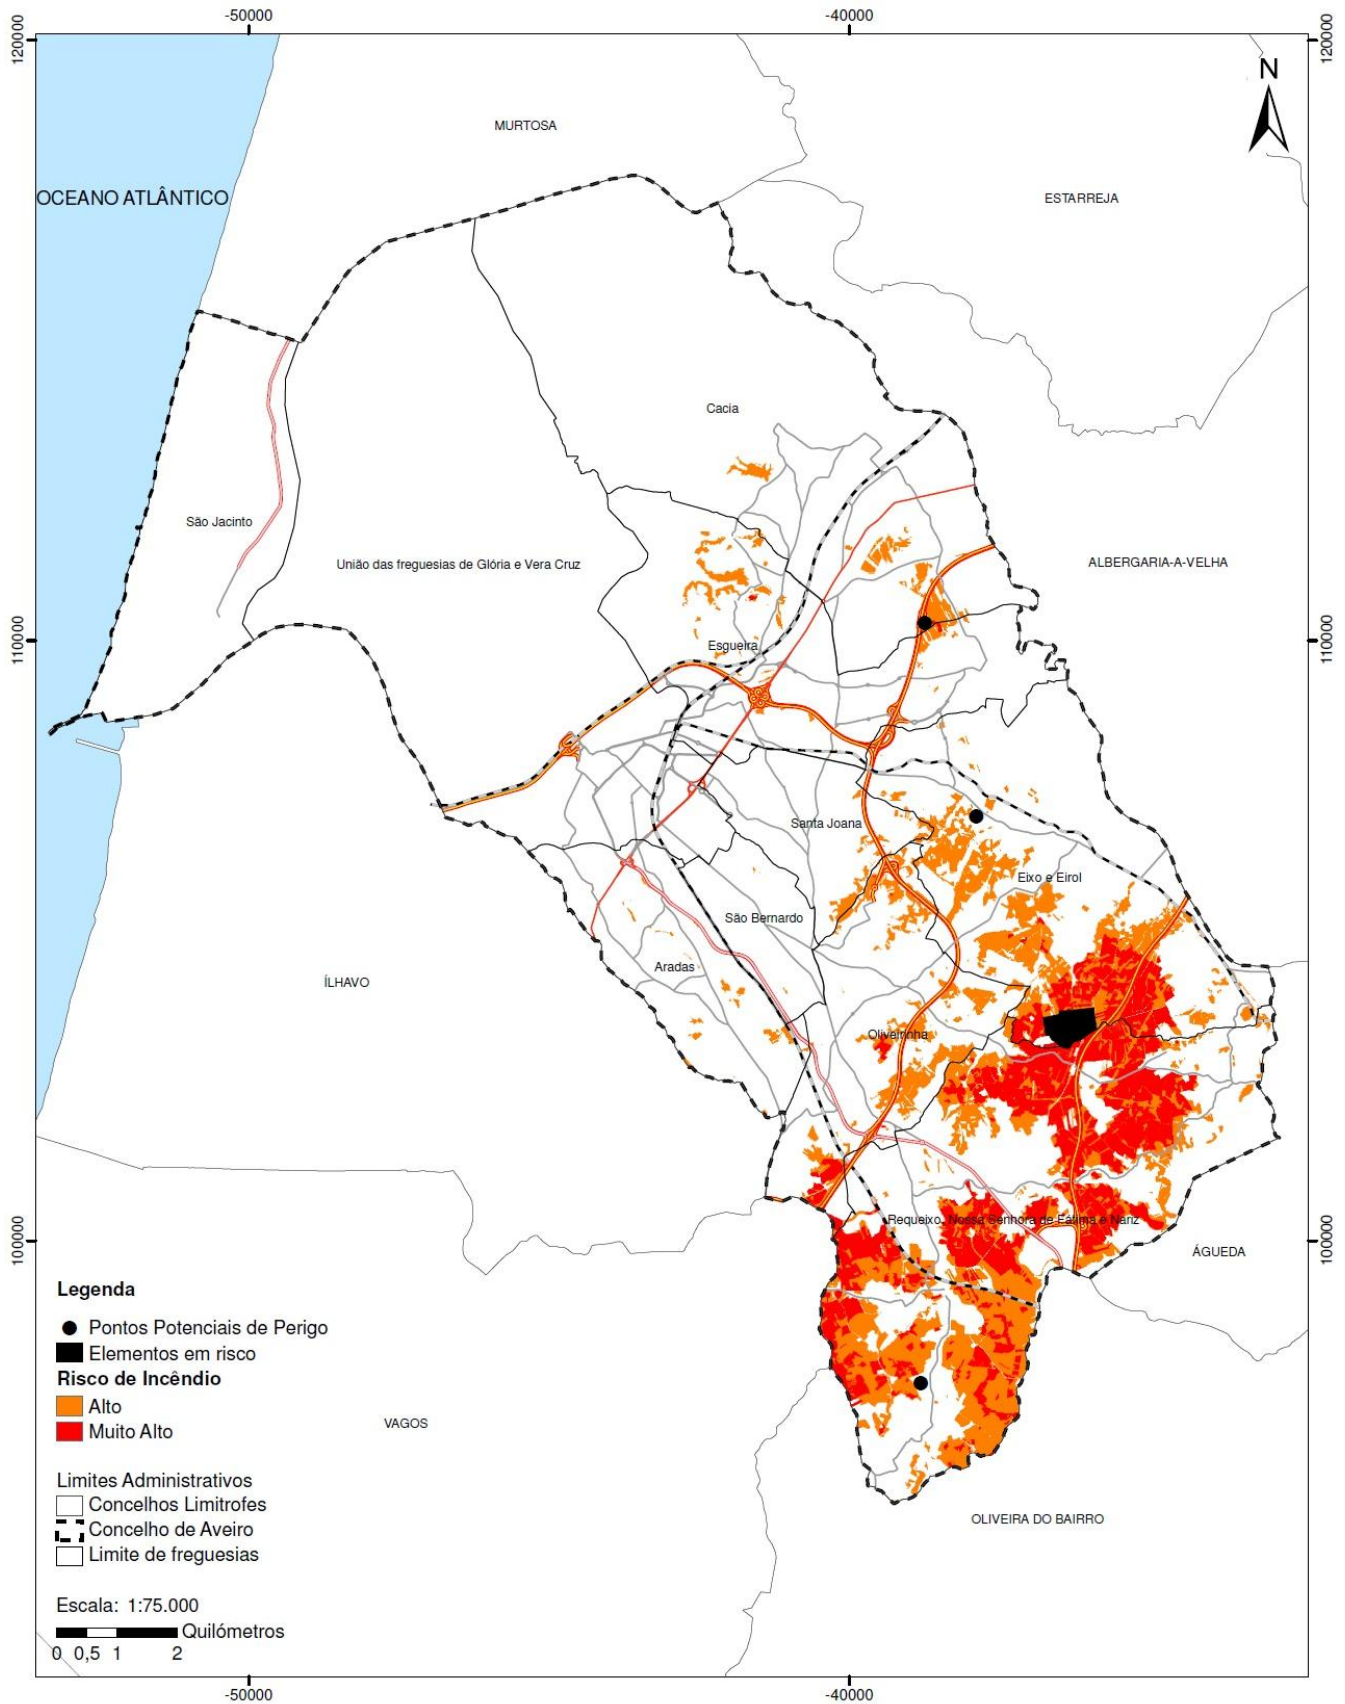 -50000
-40000
120000
120000
N
MURTOSA
OCEANO ATLÂNTICO
ESTARREJA
Cacia
São Jacinto
União das freguesias de Glória e Vera Cruz
ALBERGARIA-A-VELHA
110000
110000
Esgueira
Santa Joana
Eixo e Eirol
São Bernardo
Aradas
ÍLHAVO
Oliveirinha
Requeixo, Nossa Senhora de Fátima e Nariz
100000
100000
ÁGUEDA
Legenda
Pontos Potenciais de Perigo
Elementos em risco
Risco de Incêndio
Alto
Muito Alto
VAGOS
Limites Administrativos
Concelhos Limitrofes
Concelho de Aveiro
Limite de freguesias
OLIVEIRA DO BAIRRO
Escala: 1:75.000
Quilómetros
0 0,5 1 2
-50000
-40000